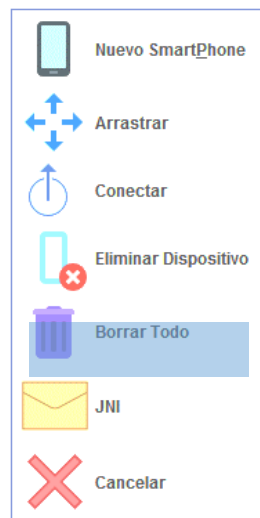 Nuevo SmartPhone
Arrastrar
Conectar
Eliminar Dispositivo
Borrar Todo
JNI
Cancelar